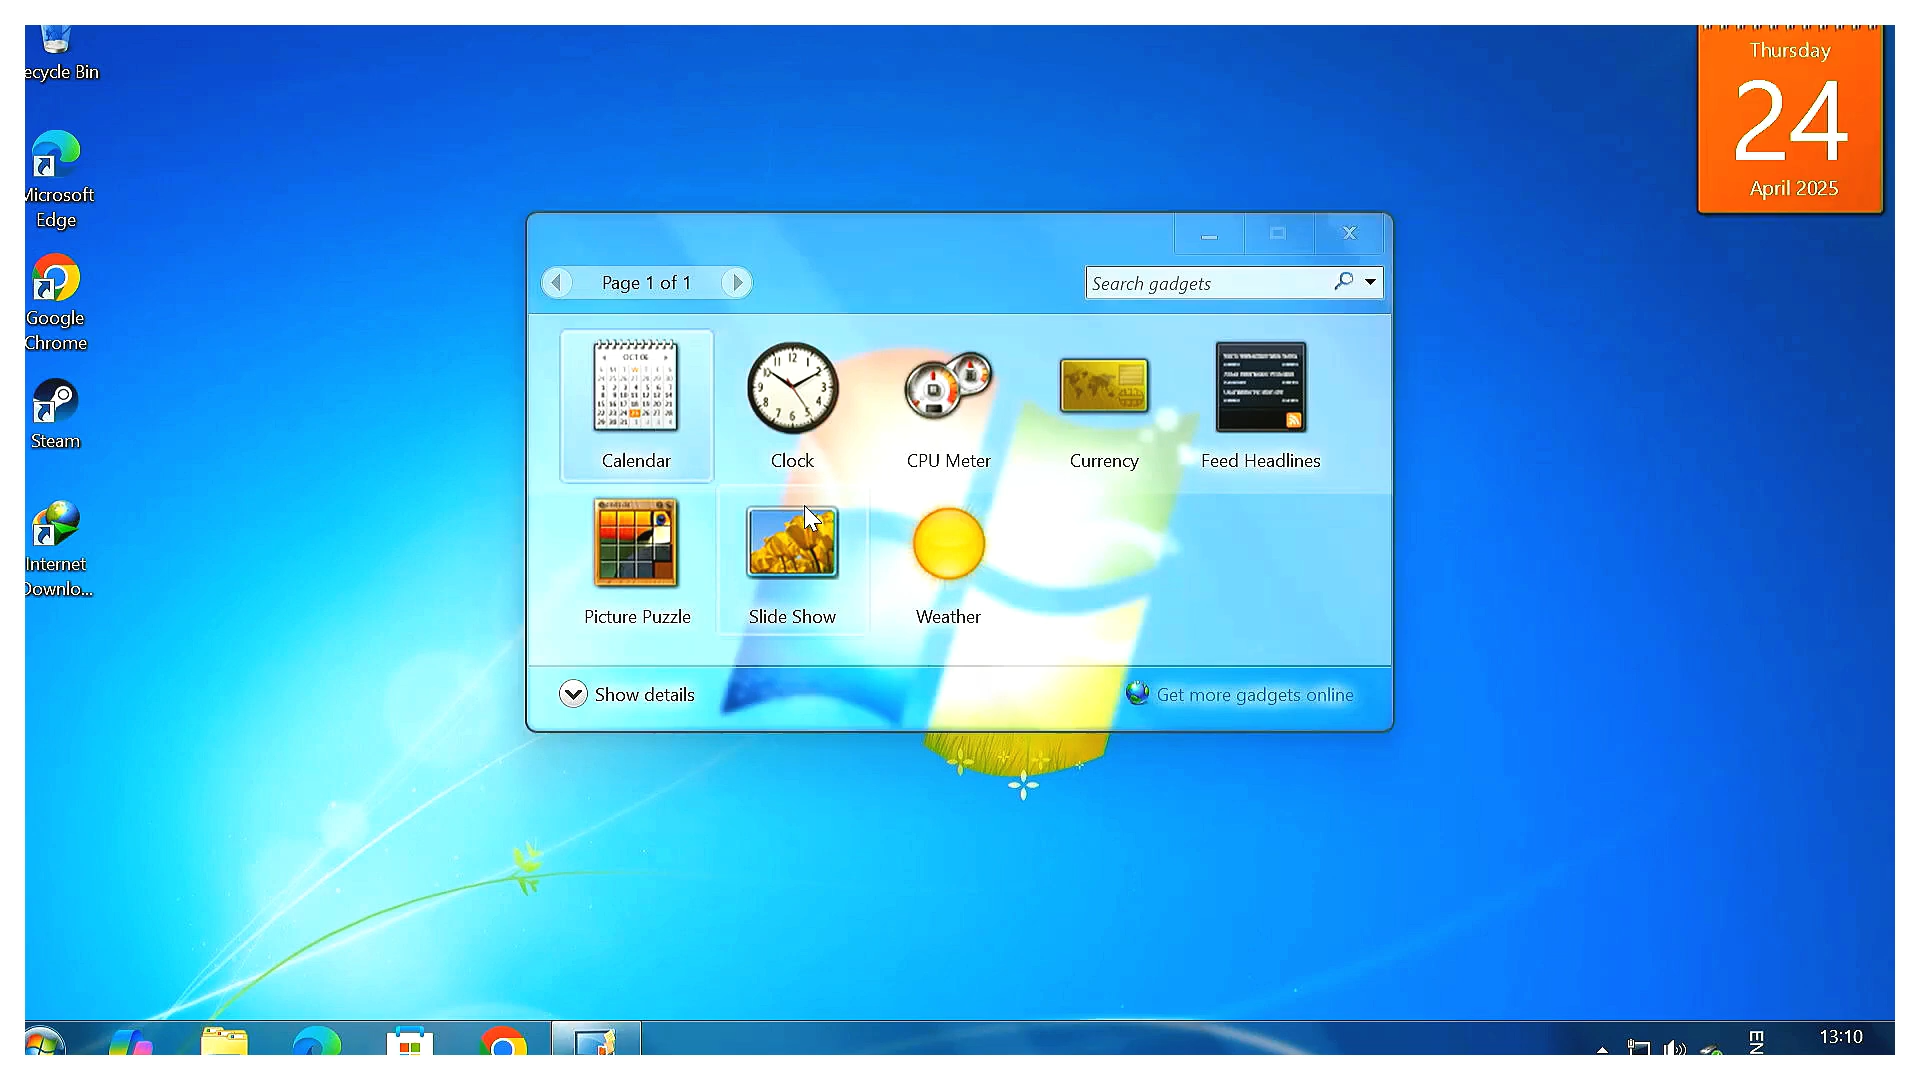 ecycle Bin
Microsoft
Edge
Google
Chrome
Steam
Internet
Downlo...
Thursday
24
April 2025
Page 1 of 1
Search gadgets
OCT 06
Calendar
Clock
CPU Meter
Currency
Feed Headlines
Picture Puzzle
Slide Show
Weather
Show details
Get more gadgets online
EN
13:10